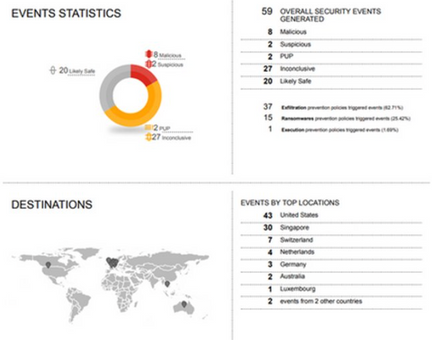 EVENTS STATISTICS
8 Malicious
2 Suspicious
20 Likely Safe
2 PUP
27 Inconclusive
59 OVERALL SECURITY EVENTS
GENERATED
8 Malicious
2 Suspicious
2 PUP
27 Inconclusive
20 Likely Safe
37 Exfiltration prevention policies triggered events (62.71%)
15 Ransomwares prevention policies triggered events (25.42%)
1 Execution prevention policies triggered events (1.69%)
DESTINATIONS
EVENTS BY TOP LOCATIONS
43 United States
30 Singapore
7 Switzerland
4 Netherlands
3 Germany
2 Australia
1 Luxembourg
2 events from 2 other countries